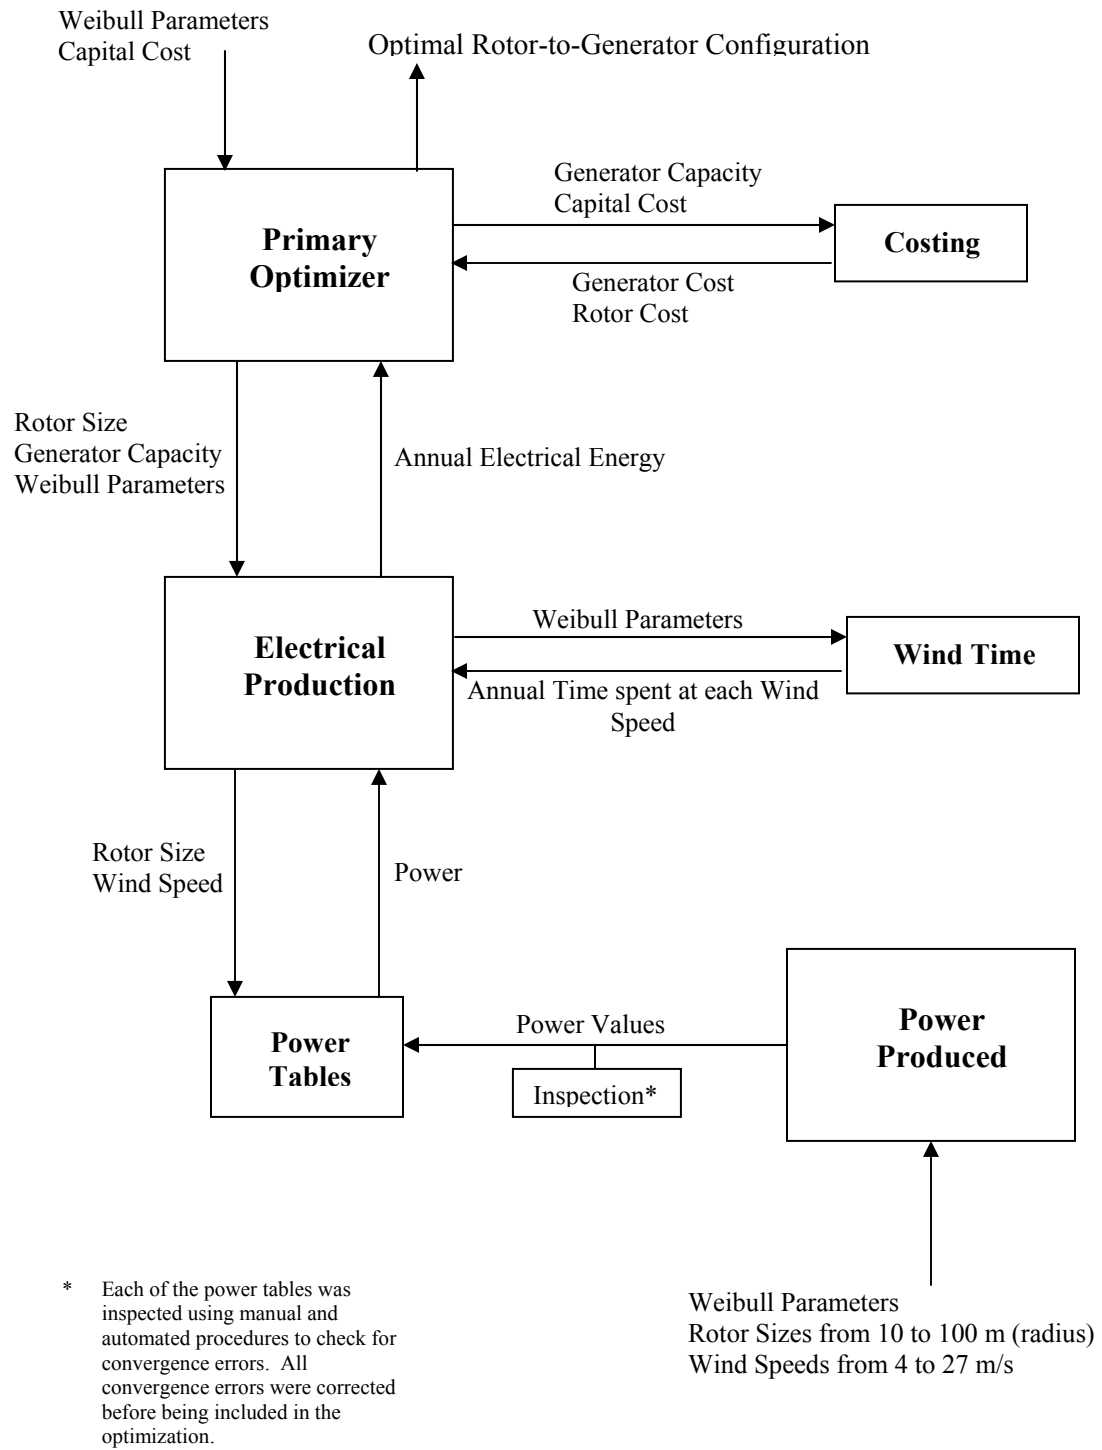 Weibull Parameters
Capital Cost
Optimal Rotor-to-Generator Configuration
Generator Capacity
Capital Cost
Primary
Optimizer
Costing
Generator Cost
Rotor Cost
Rotor Size
Generator Capacity
Weibull Parameters
Annual Electrical Energy
Electrical
Production
Weibull Parameters
Wind Time
Annual Time spent at each Wind
Speed
Rotor Size
Wind Speed
Power
Power
Tables
Power Values
Inspection*
Power
Produced
* Each of the power tables was
inspected using manual and
automated procedures to check for
convergence errors. All
convergence errors were corrected
before being included in the
optimization.
Weibull Parameters
Rotor Sizes from 10 to 100 m (radius)
Wind Speeds from 4 to 27 m/s